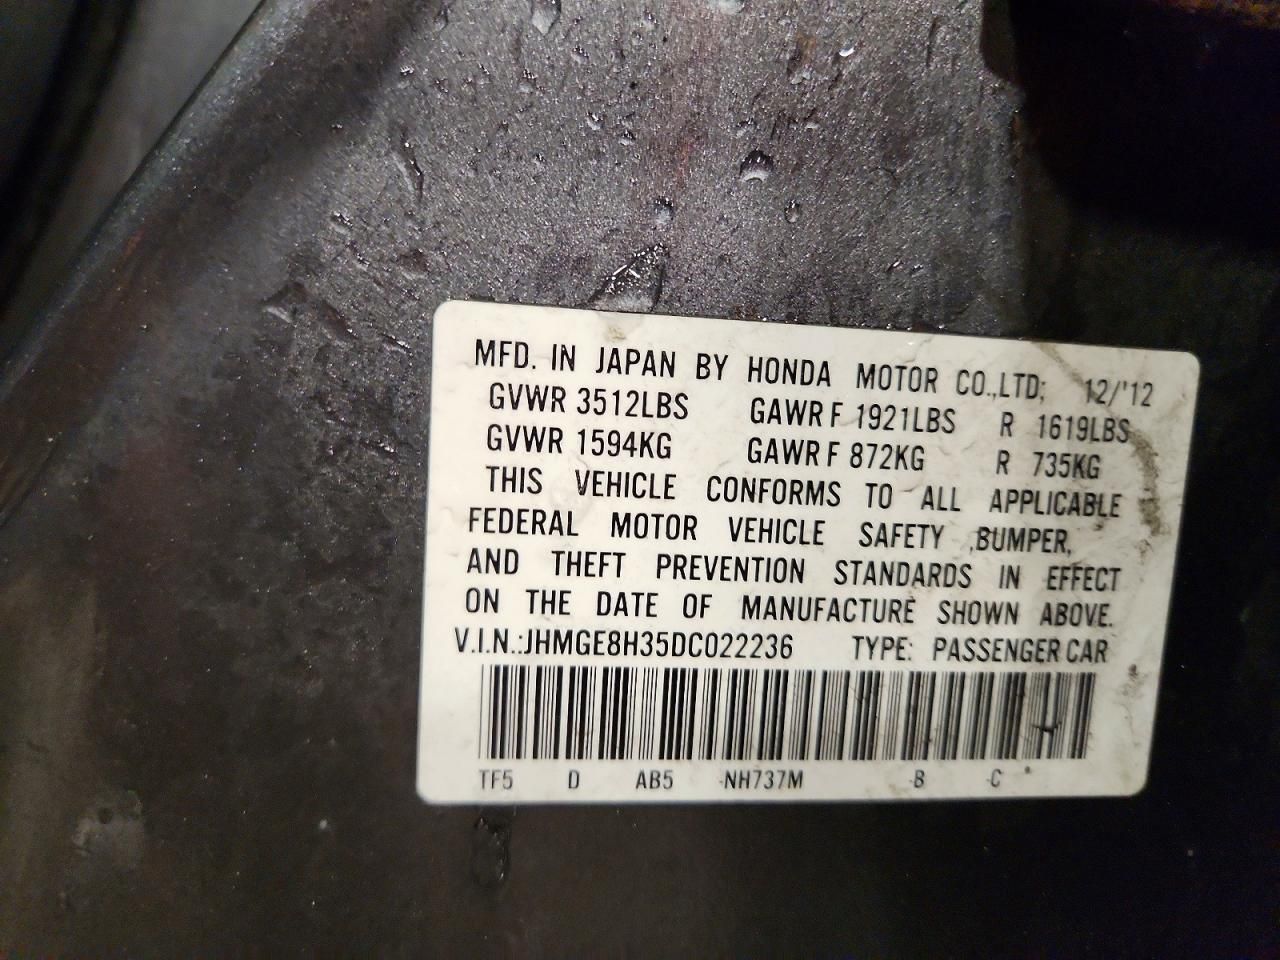 MFD. IN JAPAN BY HONDA MOTOR CO.,LTD; 12/'12
GVWR 3512LBS GAWR F 1921LBS R 1619LBS
GVWR 1594KG GAWR F 872KG R 735KG
THIS VEHICLE CONFORMS TO ALL APPLICABLE
FEDERAL MOTOR VEHICLE SAFETY ,BUMPER,
AND THEFT PREVENTION STANDARDS IN EFFECT
ON THE DATE OF MANUFACTURE SHOWN ABOVE.
V.I.N.:JHMGE8H35DC022236 TYPE: PASSENGER CAR
TF5 D AB5 -NH737M -B -C